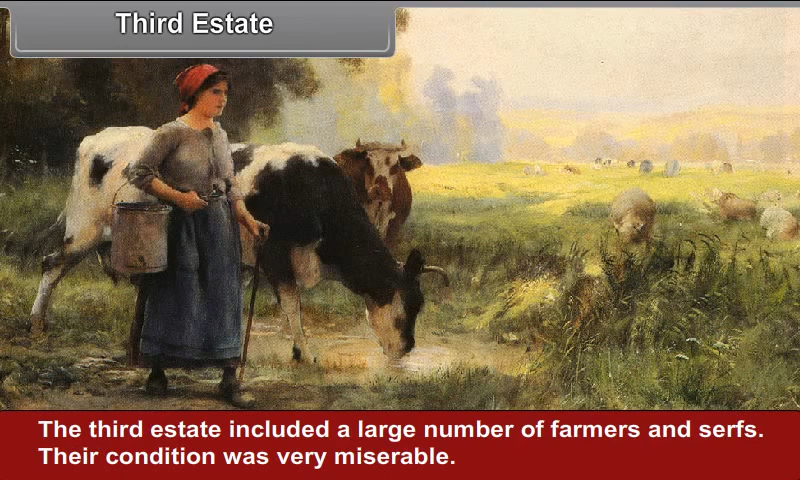 Third Estate
The third estate included a large number of farmers and serfs.
Their condition was very miserable.